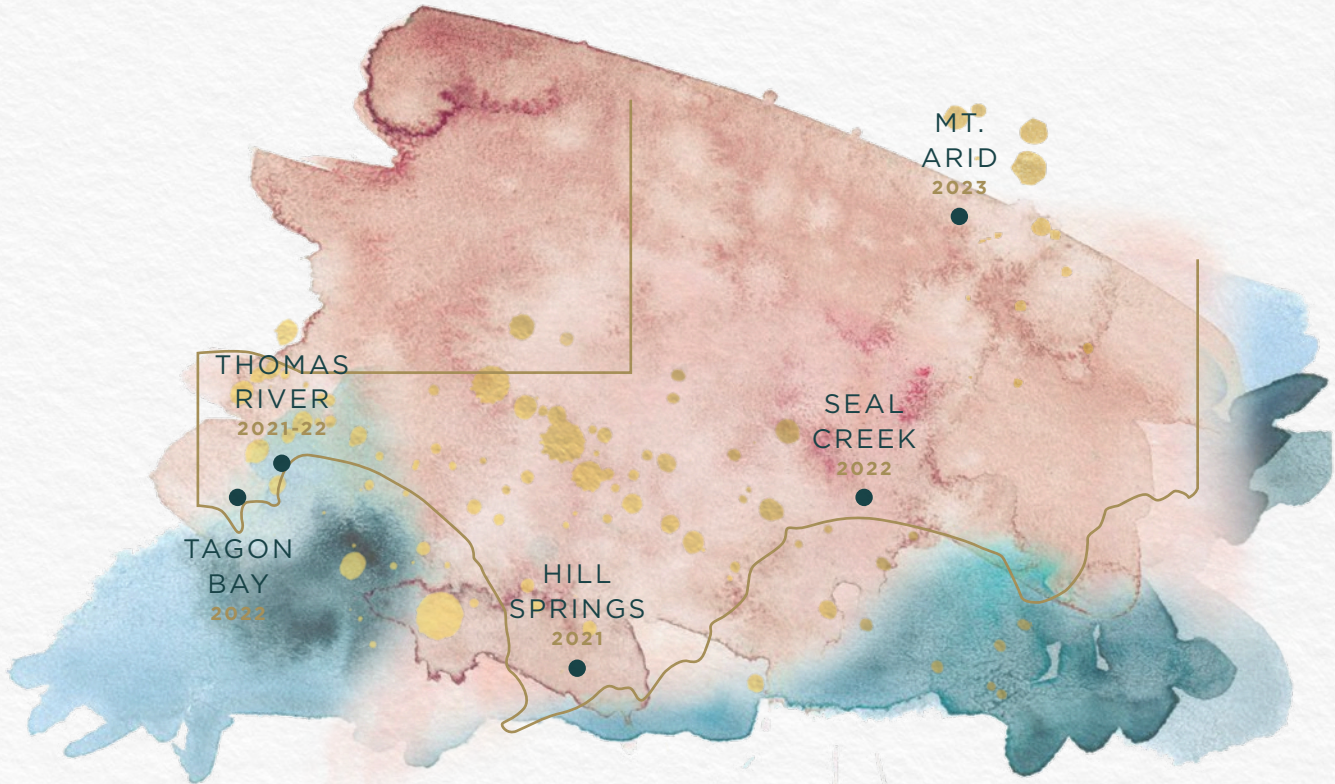 MT.
ARID
2023
THOMAS
RIVER
2021-22
SEAL
CREEK
2022
TAGON
BAY
2022
HILL
SPRINGS
2021